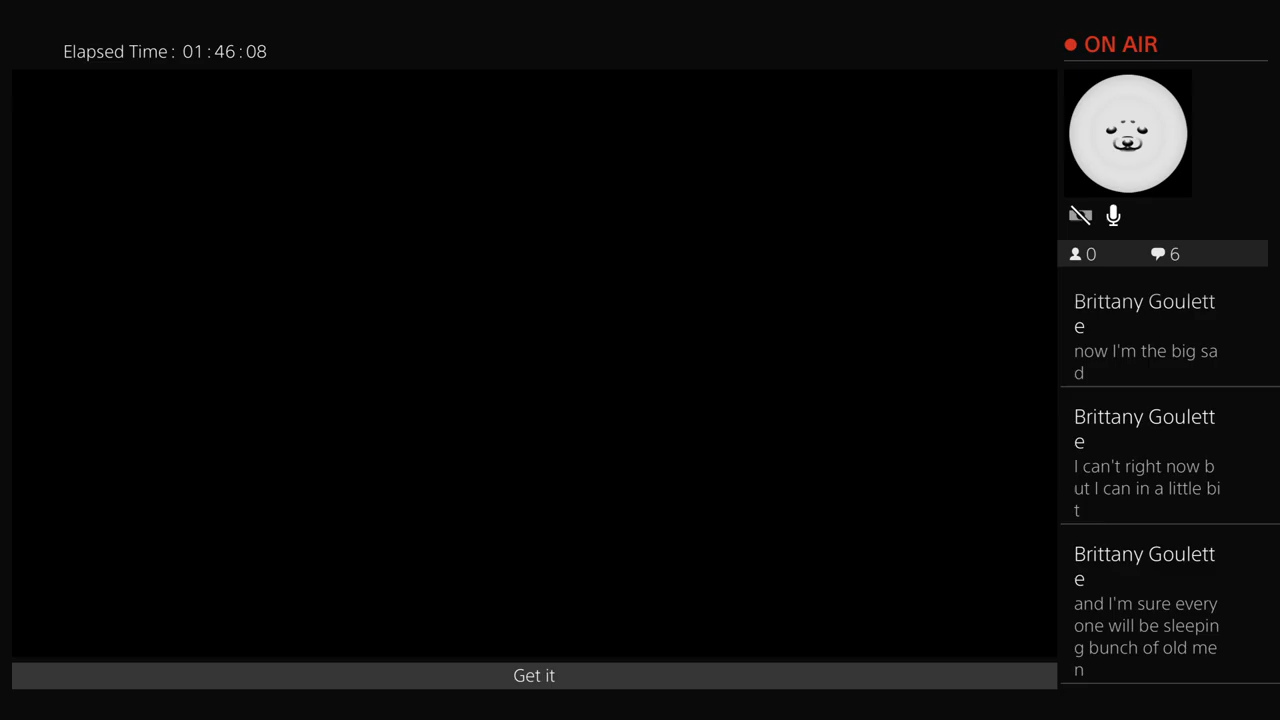 Elapsed Time: 01:46:08
ON AIR
0 6
Brittany Goulett
e
now I'm the big sa
d
Brittany Goulett
e
I can't right now b
ut I can in a little bi
t
Brittany Goulett
e
and I'm sure every
one will be sleepin
g bunch of old me
n
Get it